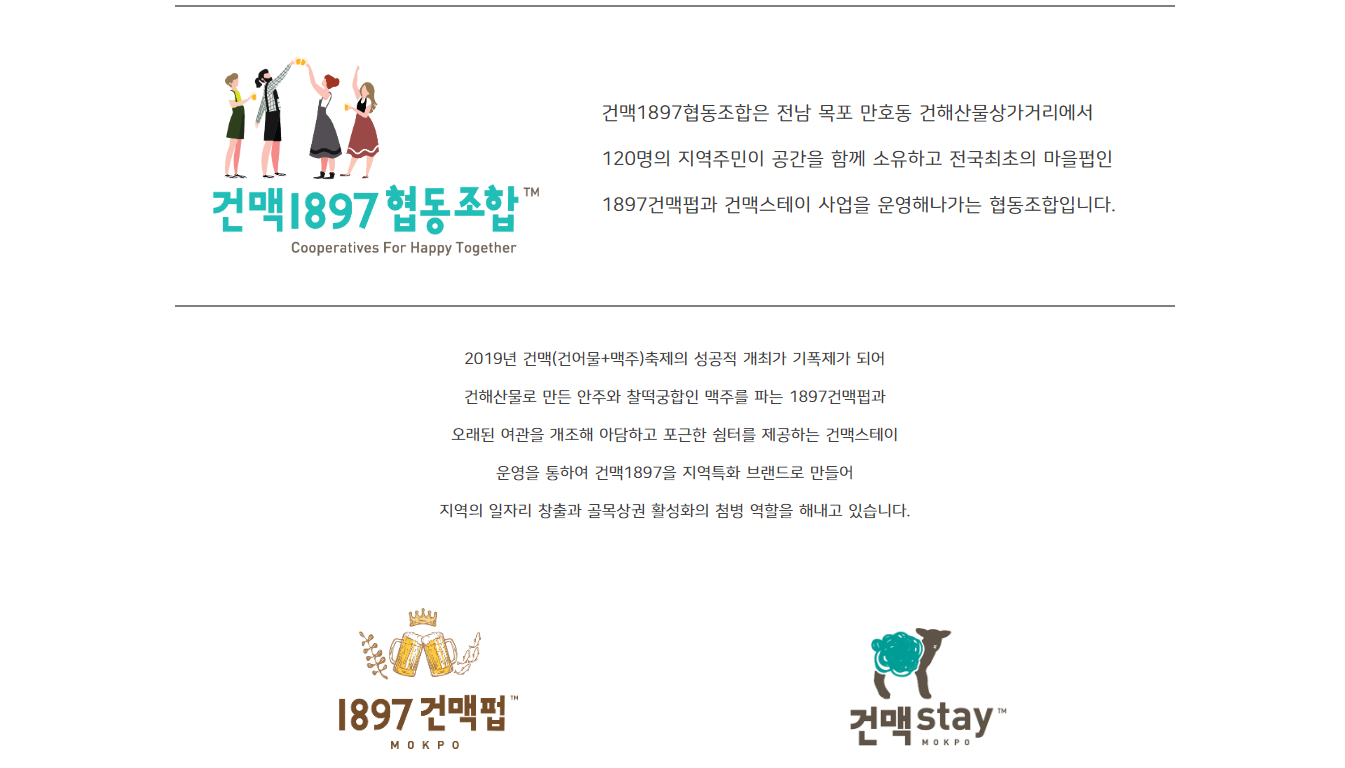 건맥1897협동조합은 전남 목포 만호동 건해산물상가거리에서
120명의 지역주민이 공간을 함께 소유하고 전국최초의 마을펍인
1897건맥펍과 건맥스테이 사업을 운영해나가는 협동조합입니다.
건맥1897협동조합™
Cooperatives For Happy Together
2019년 건맥(건어물+맥주)축제의 성공적 개최가 기폭제가 되어
건해산물로 만든 안주와 찰떡궁합인 맥주를 파는 1897건맥펍과
오래된 여관을 개조해 아담하고 포근한 쉼터를 제공하는 건맥스테이
운영을 통하여 건맥1897을 지역특화 브랜드로 만들어
지역의 일자리 창출과 골목상권 활성화의 첨병 역할을 해내고 있습니다.
1897 건맥펍™
MOKPO
건맥stay™
MOKPO